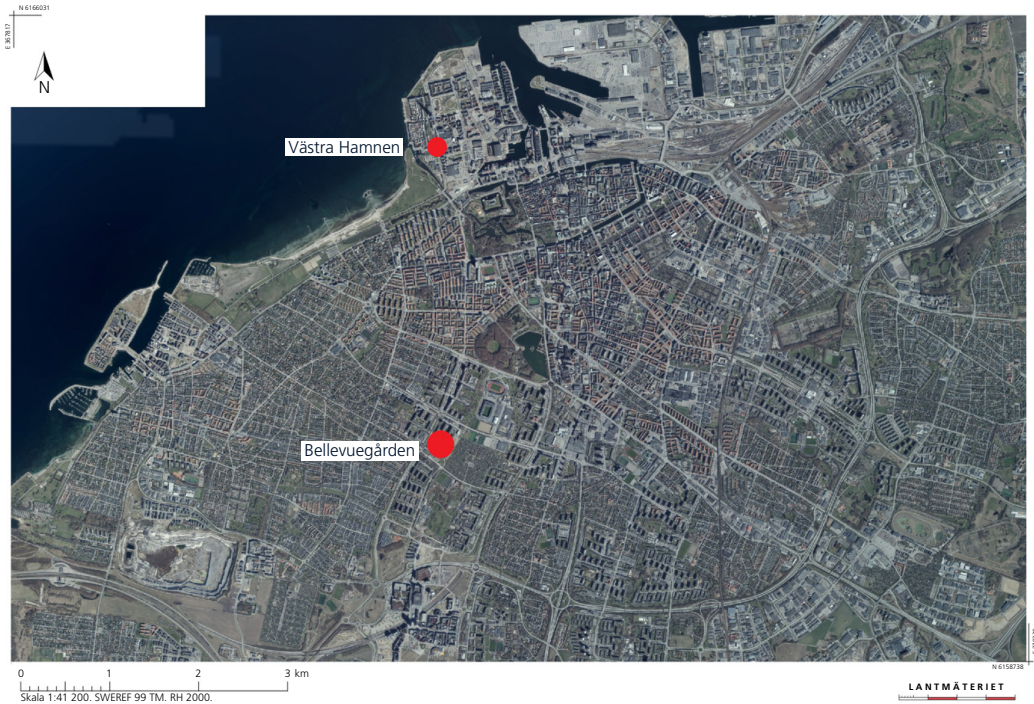 N 6166031
E 367817
N
Västra Hamnen
Bellevuegården
N 6158738
0 1 2 3 km
Skala 1:41 200, SWEREF 99 TM, RH 2000.
LANTMÄTERIET